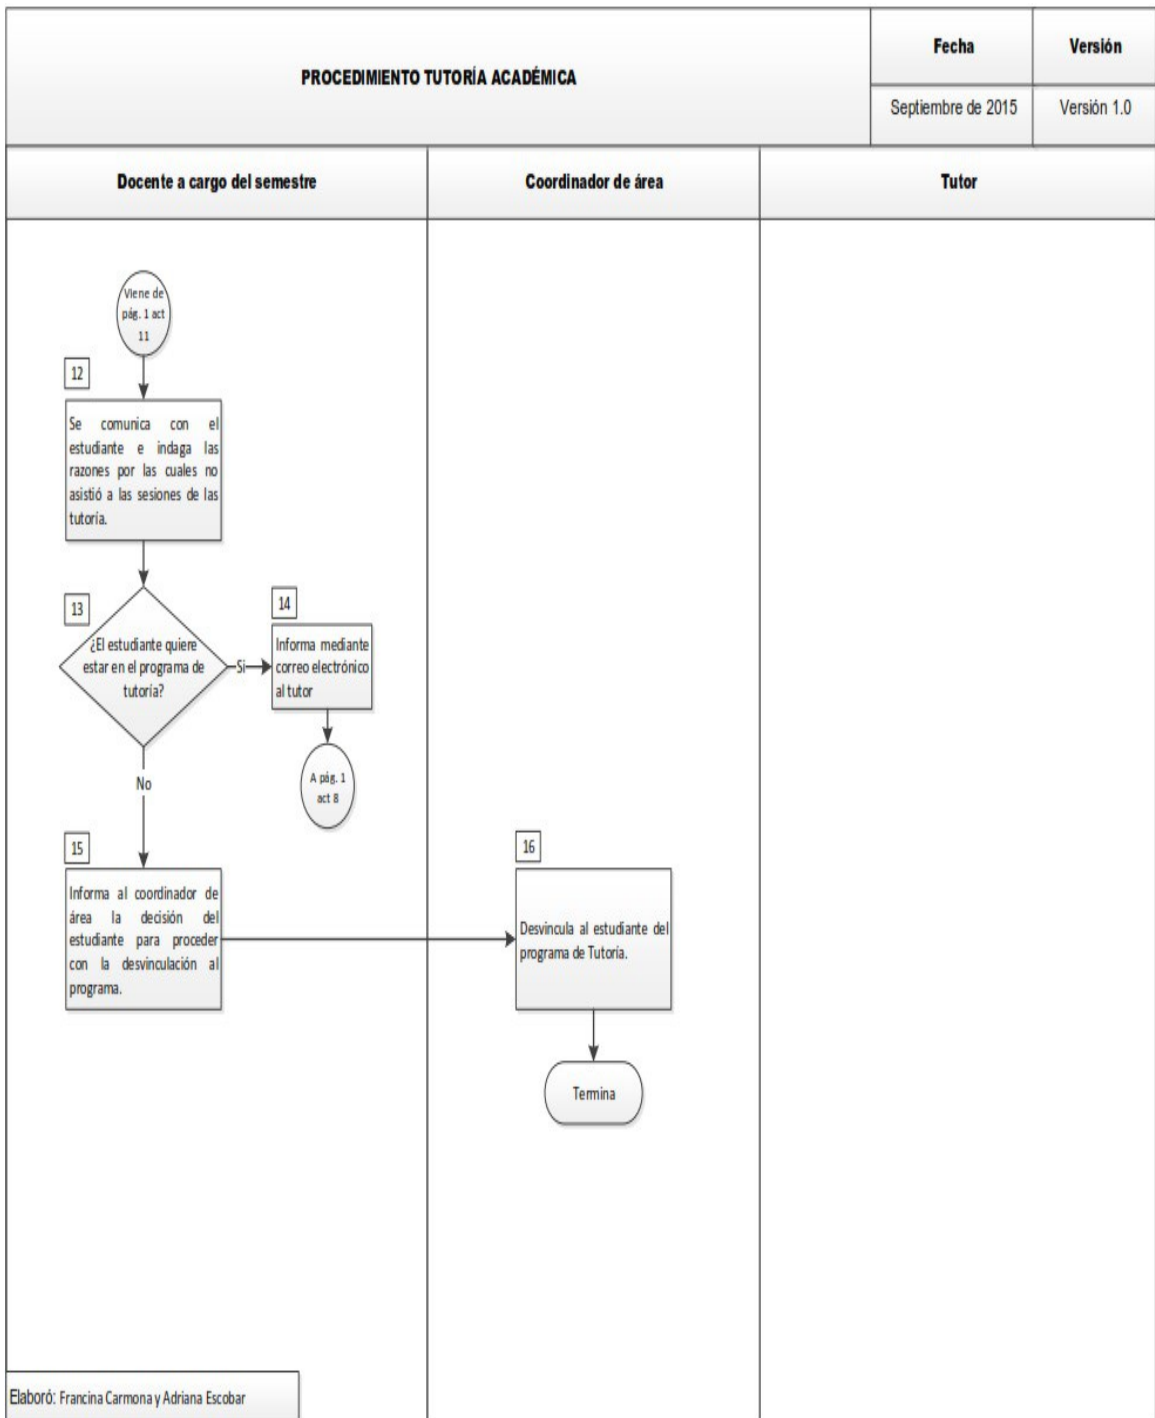 PROCEDIMIENTO TUTORÍA ACADÉMICA
Fecha
Versión
Septiembre de 2015
Versión 1.0
Docente a cargo del semestre
Coordinador de área
Tutor
Viene de
pág. 1 act
11
12
Se comunica con el
estudiante e indaga las
razones por las cuales no
asistió a las sesiones de las
tutoría.
13
¿El estudiante quiere
estar en el programa de
tutoría?
Si
14
Informa mediante
correo electrónico
al tutor
A pág. 1
act 8
No
15
Informa al coordinador de
área la decisión del
estudiante para proceder
con la desvinculación al
programa.
16
Desvincula al estudiante del
programa de Tutoría.
Termina
Elaboró: Francina Carmona y Adriana Escobar